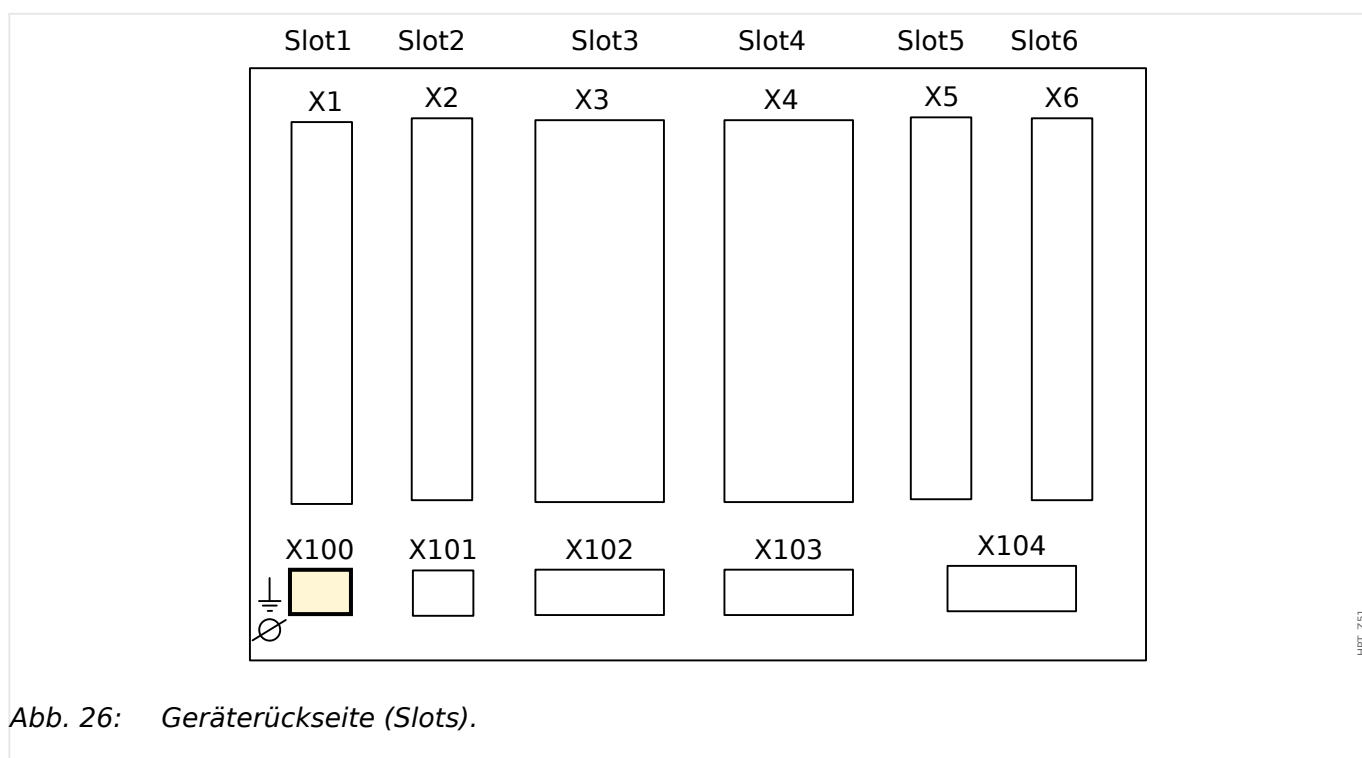 Slot1 Slot2 Slot3 Slot4 Slot5 Slot6
X1 X2 X3 X4 X5 X6
X100 X101 X102 X103 X104
Abb. 26: Geräterückseite (Slots).